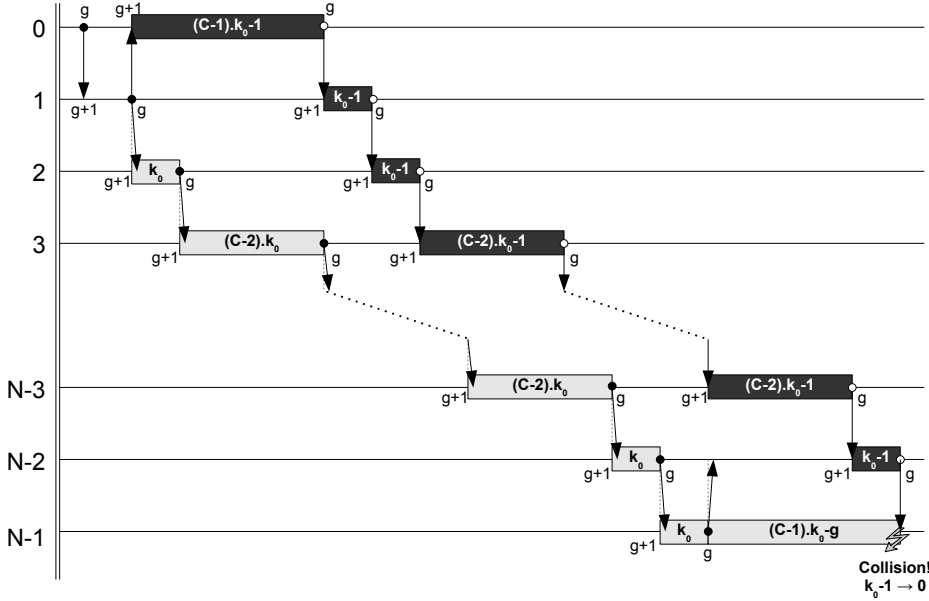 g g+1 (C-1).k₀-1 g
0
1 g+1 g g+1 k₀-1 g
2 g+1 k₀ g g+1 k₀-1 g
3 g+1 (C-2).k₀ g g+1 (C-2).k₀-1 g
N-3 g+1 (C-2).k₀ g g+1 (C-2).k₀-1 g
N-2 g+1 k₀ g g+1 k₀-1 g
N-1 g+1 k₀ g (C-1).k₀-g
Collision!
k₀-1 → 0